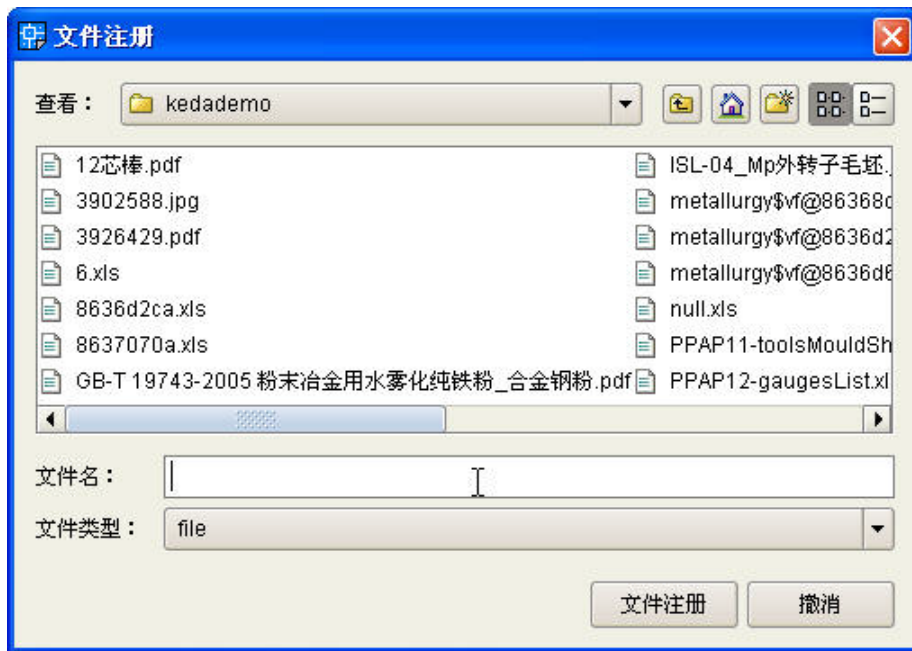 文件注册
查看：
kedademo
12芯棒.pdf
3902588.jpg
3926429.pdf
6.xls
8636d2ca.xls
8637070a.xls
GB-T 19743-2005 粉末冶金用水雾化纯铁粉_合金钢粉.pdf
ISL-04_Mp外转子毛坯.j
metallurgy$vf@86368c
metallurgy$vf@8636d2
metallurgy$vf@8636d6
null.xls
PPAP11-toolsMouldSh
PPAP12-gaugesList.xl
文件名：
文件类型：
file
文件注册
撤消